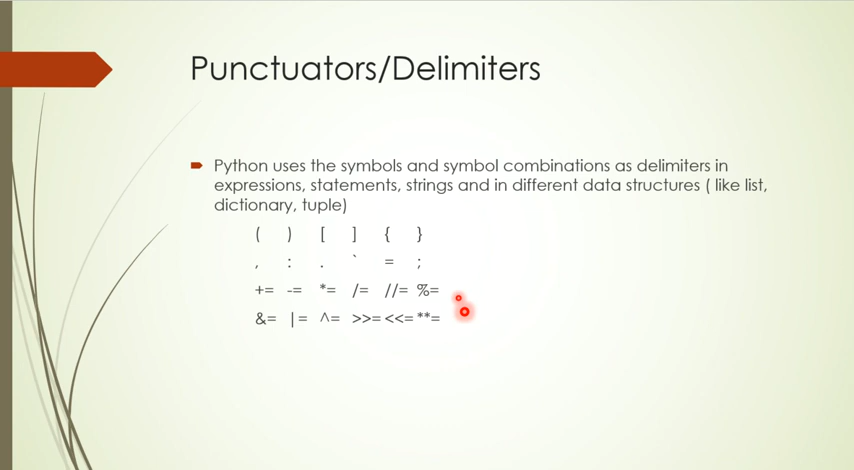 Punctuators/Delimiters
Python uses the symbols and symbol combinations as delimiters in
expressions, statements, strings and in different data structures ( like list,
dictionary, tuple)
( ) [ ] { }
, : . ` = ;
+= -= *= /= //= %=
&= |= ^= >>= <<= **=